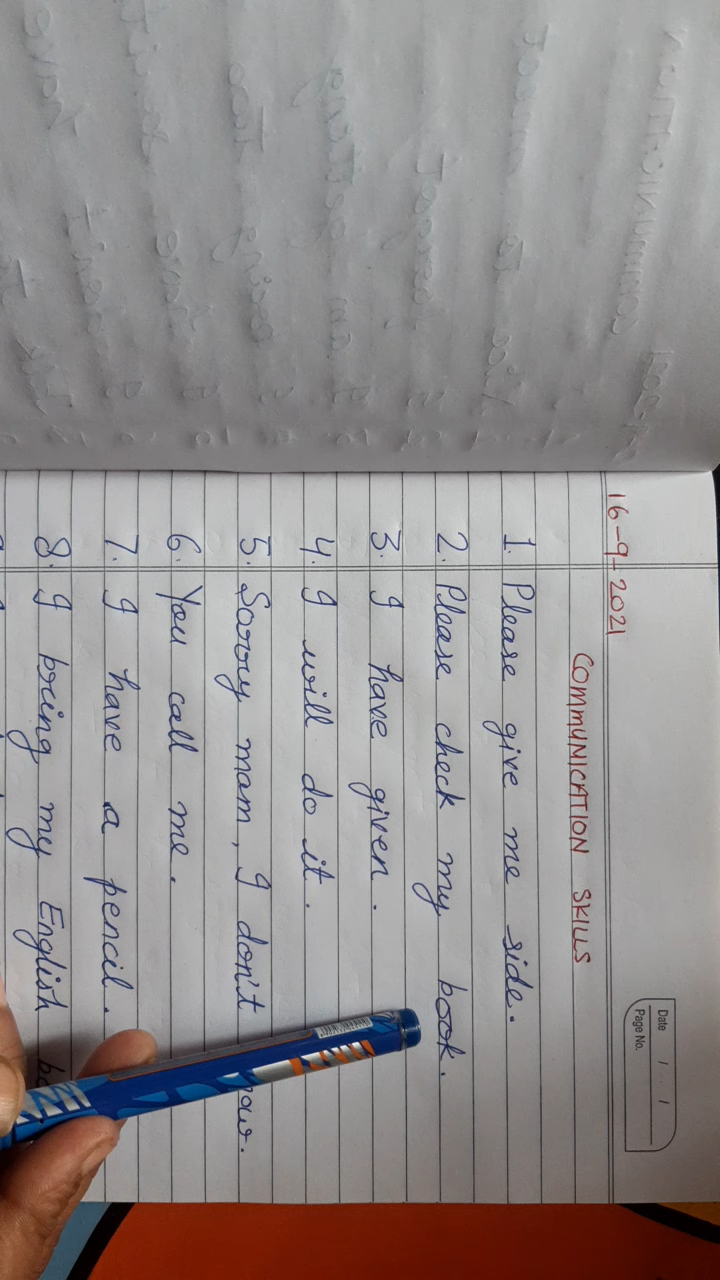 Date / /
Page No.
16-9-2021
COMMUNICATION SKILLS
1. Please give me side.
2. Please check my book.
3. I have given.
4. I will do it.
5. Sorry mam, I don't
6. You call me.
7. I have a pencil.
8. I bring my English